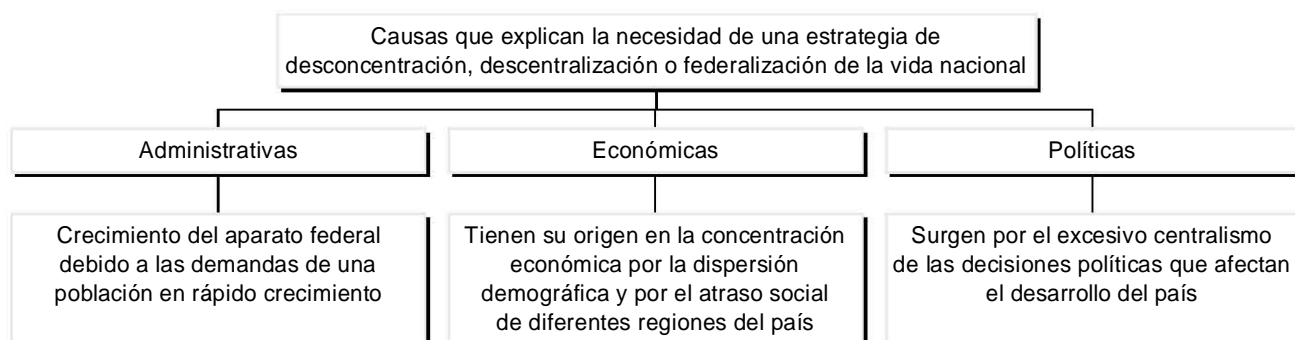 Causas que explican la necesidad de una estrategia de
desconcentración, descentralización o federalización de la vida nacional
Administrativas
Económicas
Políticas
Crecimiento del aparato federal
debido a las demandas de una
población en rápido crecimiento
Tienen su origen en la concentración
económica por la dispersión
demográfica y por el atraso social
de diferentes regiones del país
Surgen por el excesivo centralismo
de las decisiones políticas que afectan
el desarrollo del país